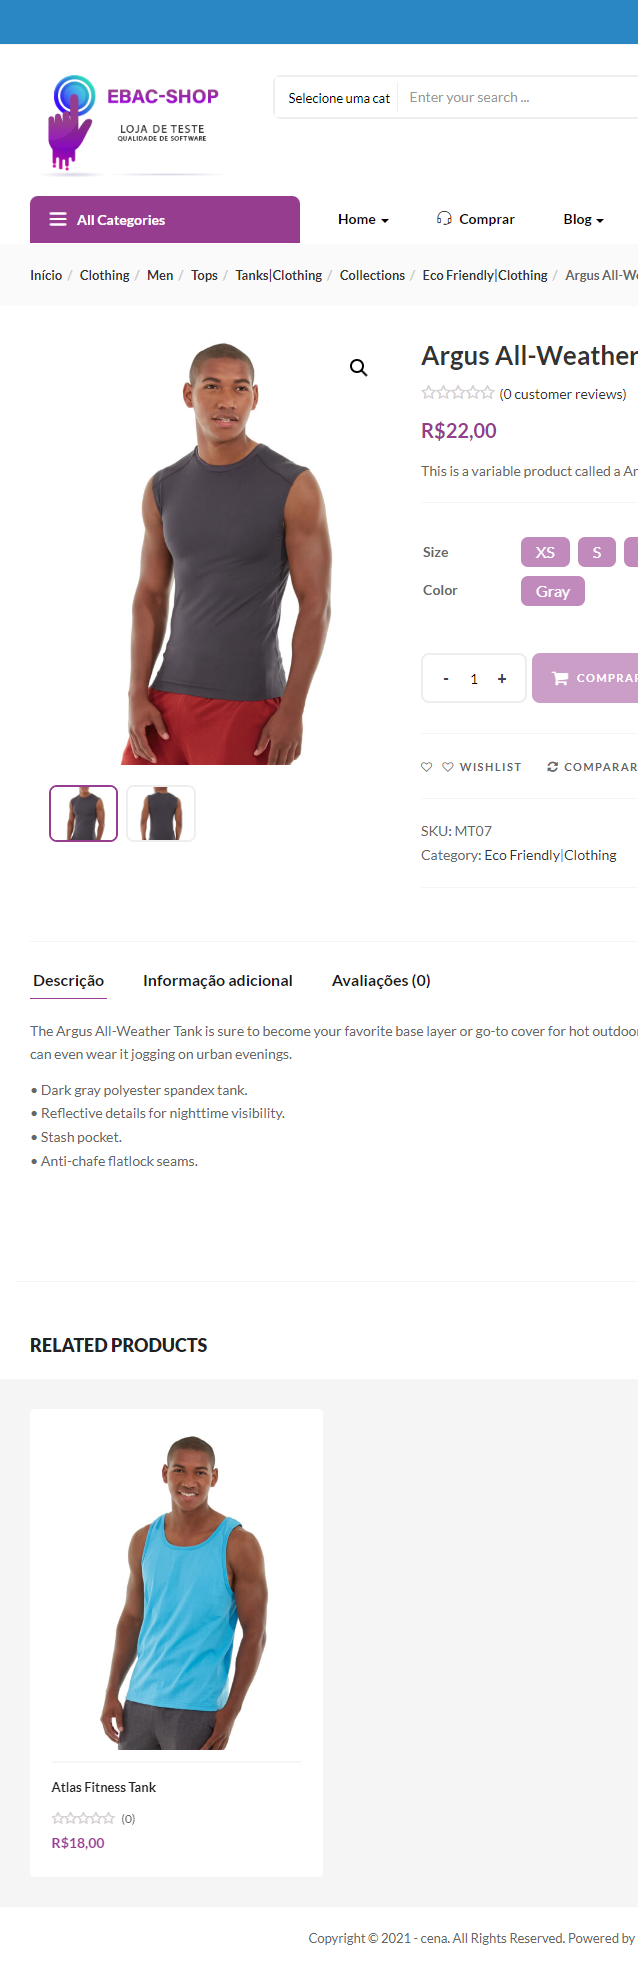 EBAC-SHOP
LOJA DE TESTE
QUALIDADE DE SOFTWARE
Selecione uma cat
Enter your search ...
All Categories
Home
Comprar
Blog
Início / Clothing / Men / Tops / Tanks|Clothing / Collections / Eco Friendly|Clothing / Argus All-We
Argus All-Weather
(0 customer reviews)
R$22,00
This is a variable product called a Ar
Size XS S
Color Gray
- 1 + COMPRAR
WISHLIST COMPARAR
SKU: MT07
Category: Eco Friendly|Clothing
Descrição Informação adicional Avaliações (0)
The Argus All-Weather Tank is sure to become your favorite base layer or go-to cover for hot outdoor
can even wear it jogging on urban evenings.
• Dark gray polyester spandex tank.
• Reflective details for nighttime visibility.
• Stash pocket.
• Anti-chafe flatlock seams.
RELATED PRODUCTS
Atlas Fitness Tank
(0)
R$18,00
Copyright © 2021 - cena. All Rights Reserved. Powered by